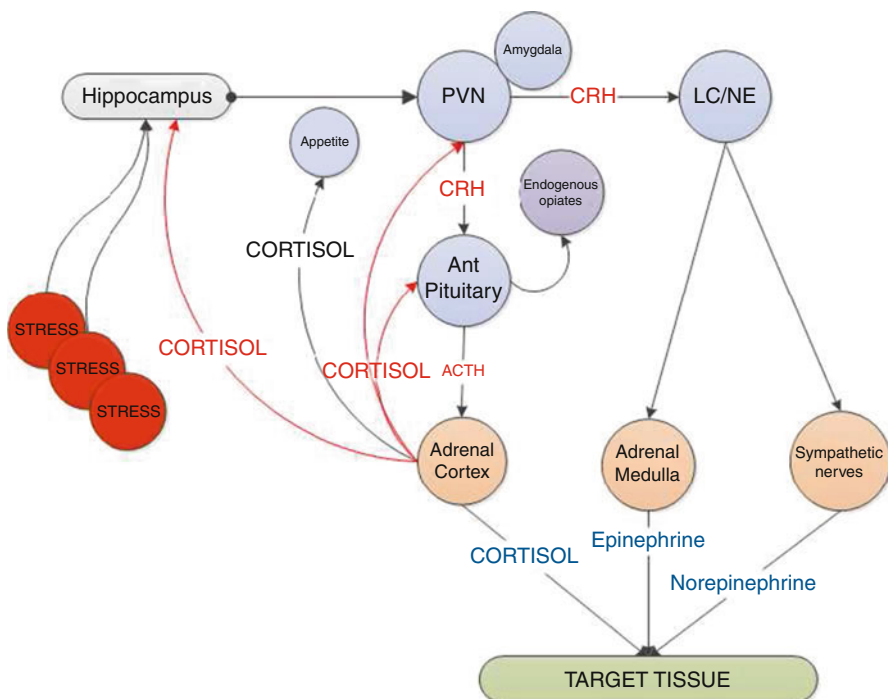 Amygdala
Hippocampus
PVN
CRH
LC/NE
Appetite
CRH
Endogenous
opiates
CORTISOL
Ant
Pituitary
STRESS
STRESS
STRESS
CORTISOL
CORTISOL
ACTH
Adrenal
Cortex
Adrenal
Medulla
Sympathetic
nerves
CORTISOL
Epinephrine
Norepinephrine
TARGET TISSUE